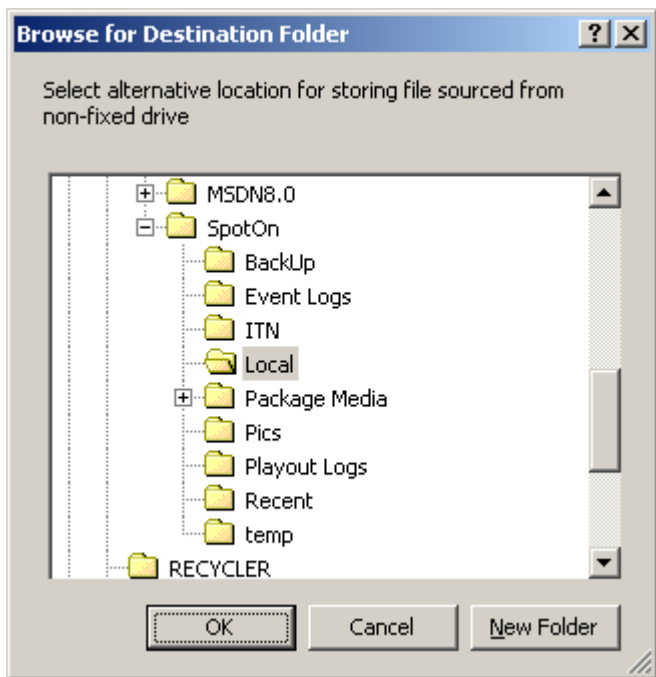 Browse for Destination Folder
Select alternative location for storing file sourced from
non-fixed drive
MSDN8.0
SpotOn
BackUp
Event Logs
ITN
Local
Package Media
Pics
Playout Logs
Recent
temp
RECYCLER
OK Cancel New Folder